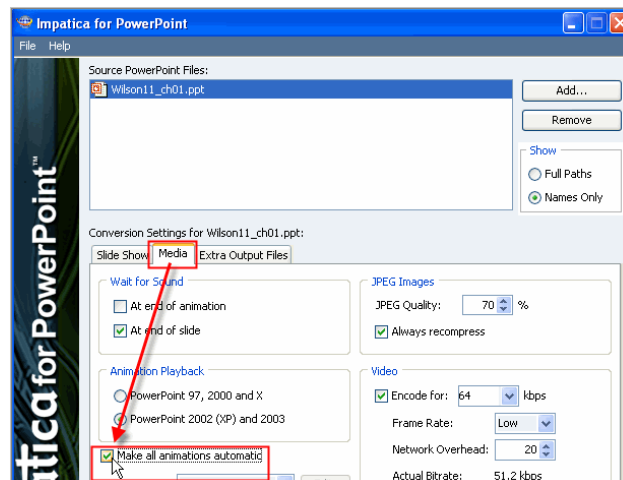 Impatica for PowerPoint
File Help
Source PowerPoint Files:
Wilson11_ch01.ppt
Add...
Remove
Show
Full Paths
Names Only
Conversion Settings for Wilson11_ch01.ppt:
Slide Show Media Extra Output Files
Wait for Sound
At end of animation
At end of slide
JPEG Images
JPEG Quality: 70 %
Always recompress
Animation Playback
PowerPoint 97, 2000 and X
PowerPoint 2002 (XP) and 2003
Make all animations automatic
Video
Encode for: 64 kbps
Frame Rate: Low
Network Overhead: 20
Actual Bitrate: 51.2 kbps
atica for PowerPoint™